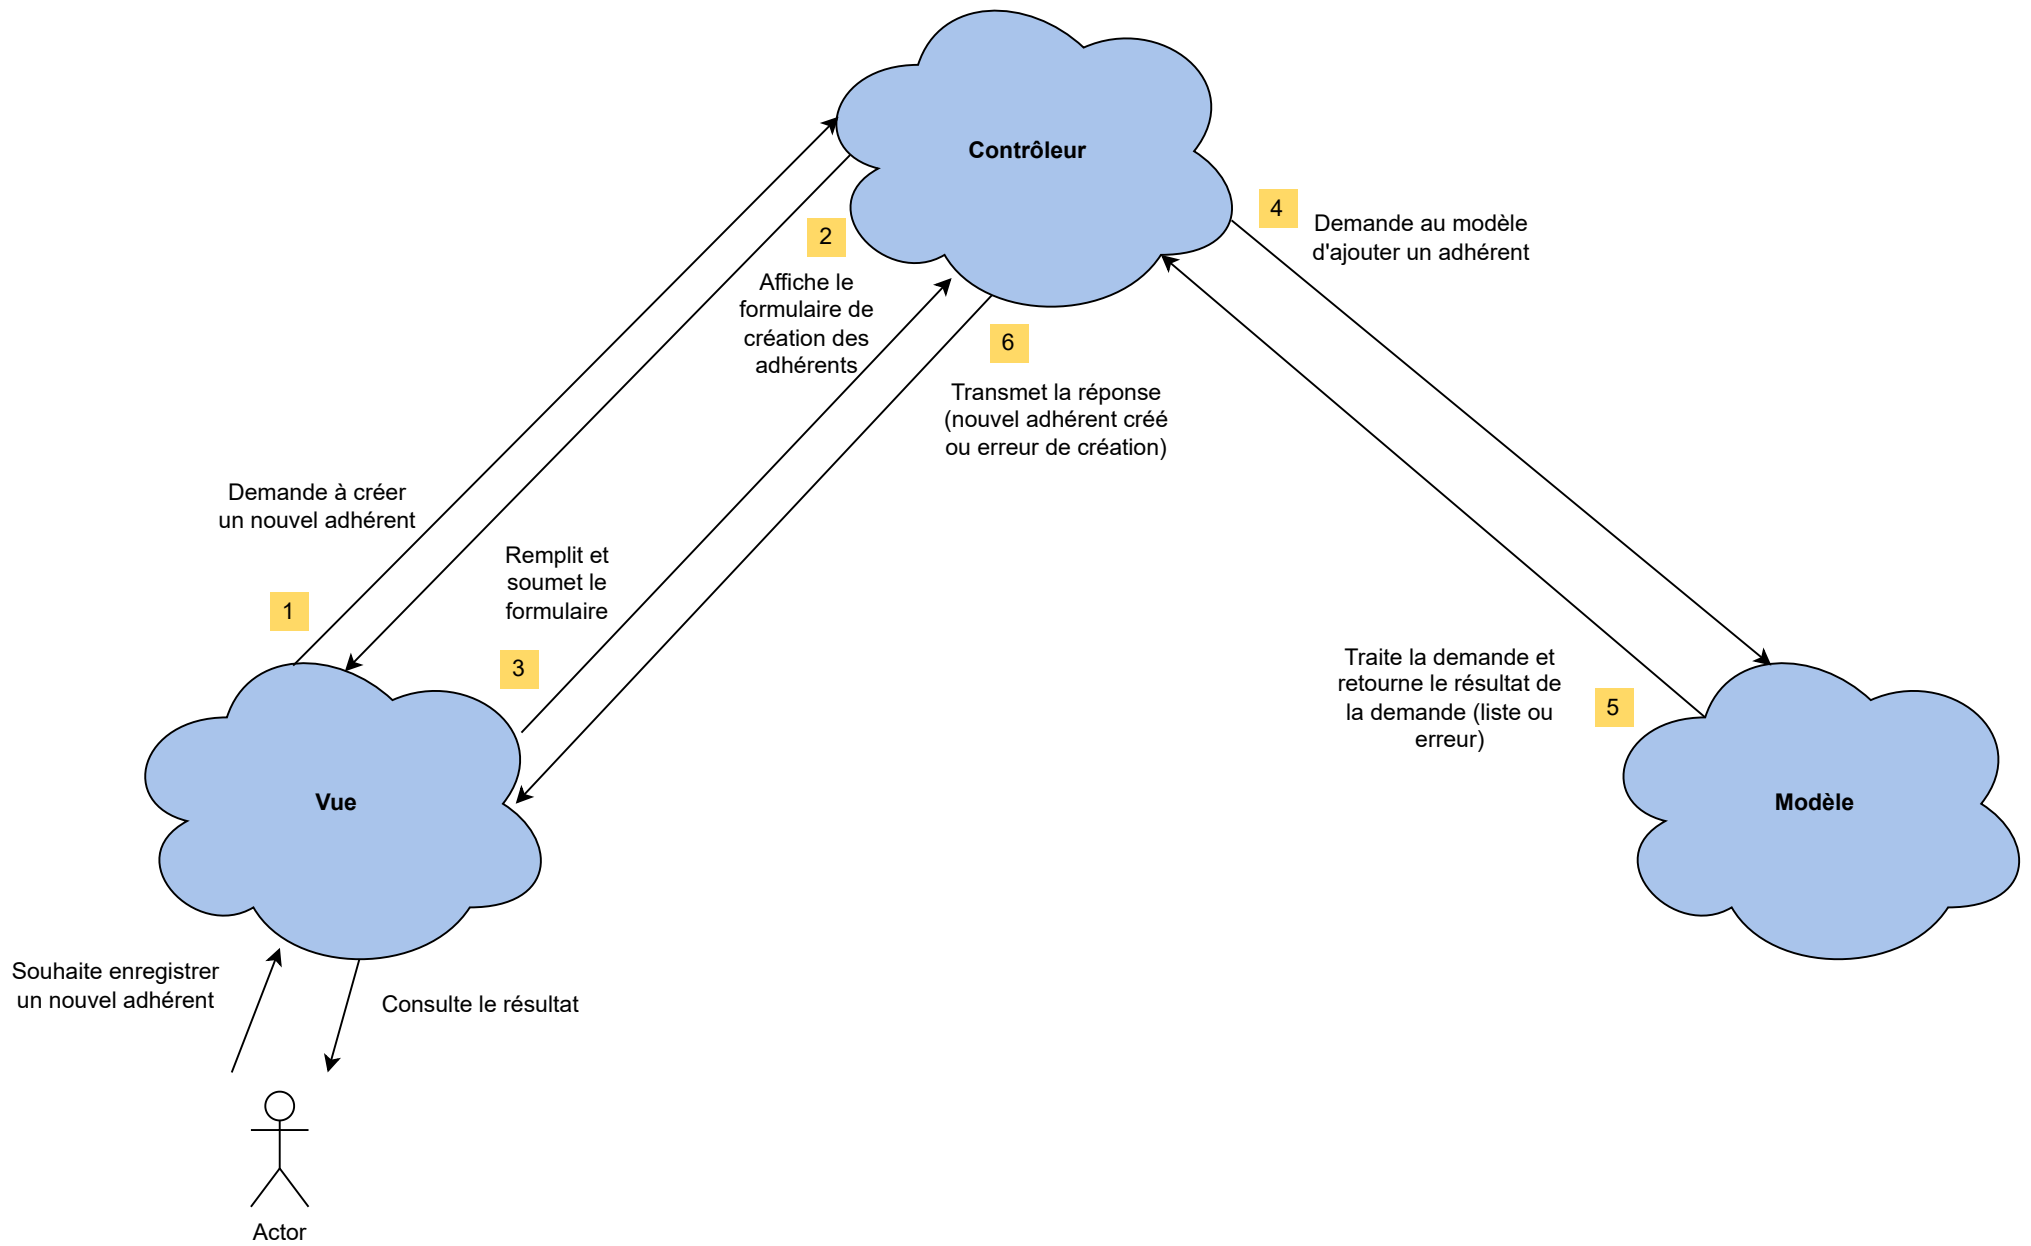 Contrôleur
4
Demande au modèle
d'ajouter un adhérent
2
Affiche le
formulaire de
création des
adhérents
6
Transmet la réponse
(nouvel adhérent créé
ou erreur de création)
Demande à créer
un nouvel adhérent
1
Remplit et
soumet le
formulaire
3
Traite la demande et
retourne le résultat de
la demande (liste ou
erreur)
5
Vue
Modèle
Souhaite enregistrer
un nouvel adhérent
Consulte le résultat
Actor